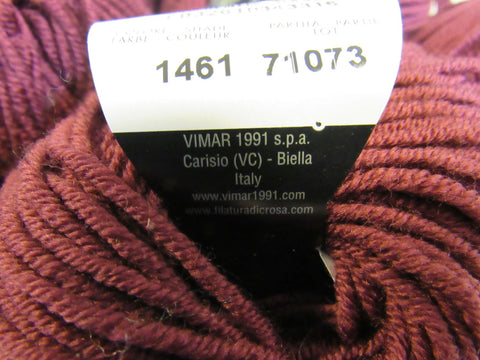 COLORE - SHADE PARTITA - PARTIE
FARBE - COULEUR LOT
1461 71073
VIMAR 1991 s.p.a.
Carisio (VC) - Biella
Italy
www.vimar1991.com
www.filaturadicrosa.com